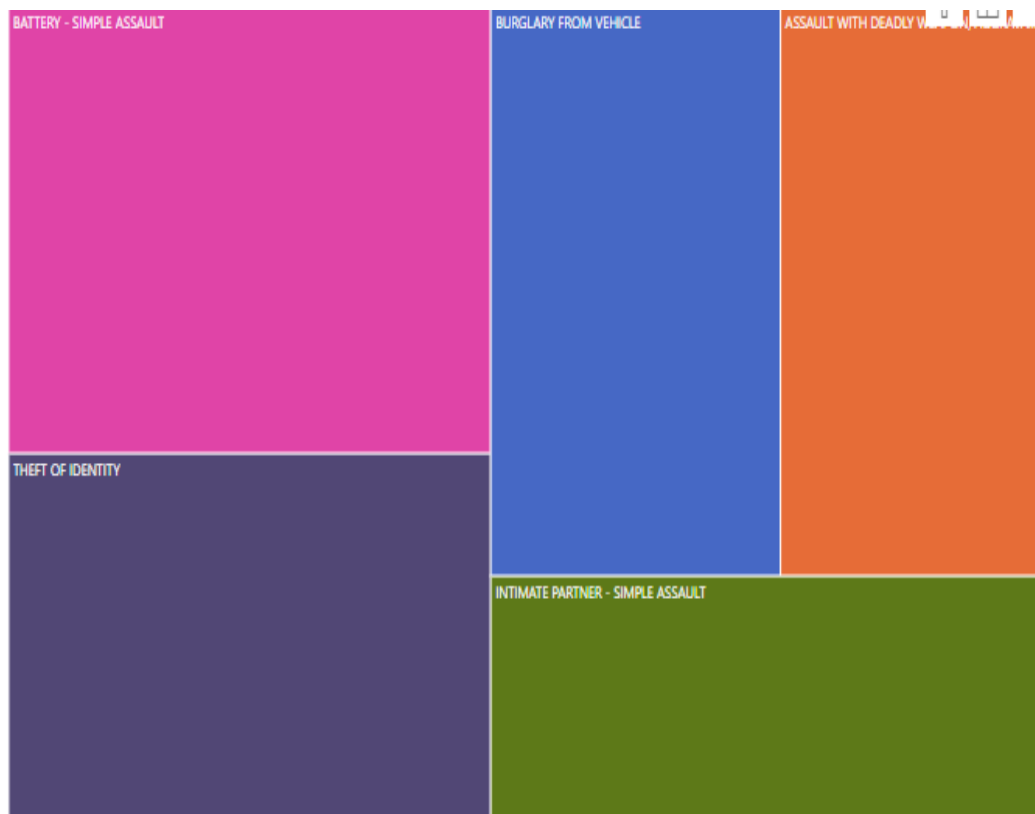 BATTERY - SIMPLE ASSAULT
BURGLARY FROM VEHICLE
ASSAULT WITH DEADLY
THEFT OF IDENTITY
INTIMATE PARTNER - SIMPLE ASSAULT